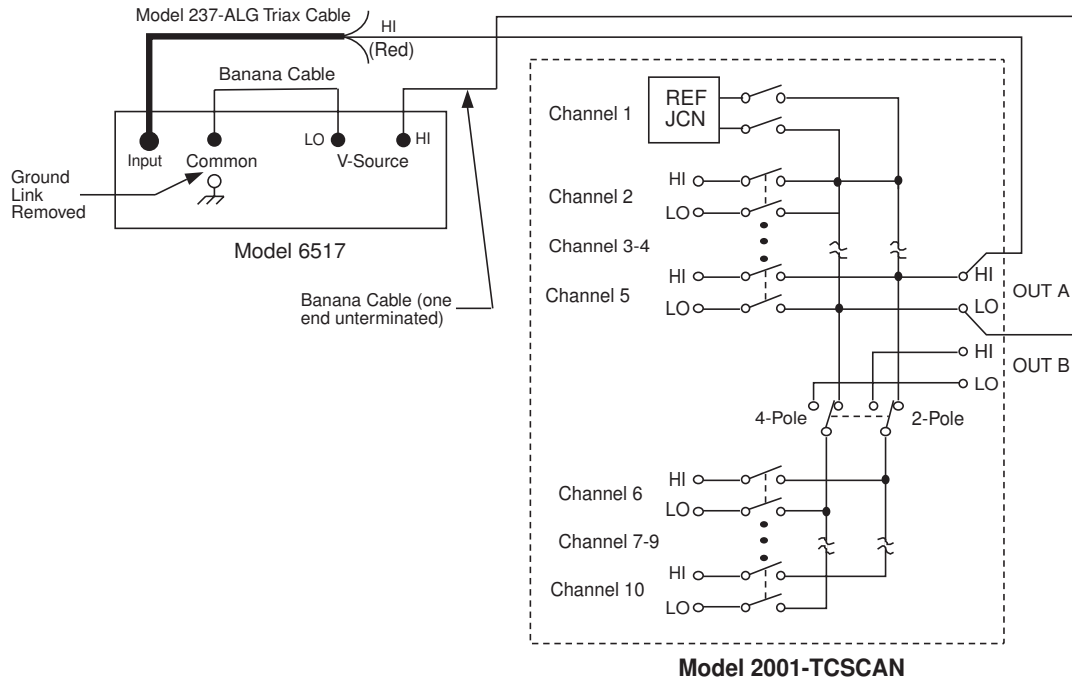 Model 237-ALG Triax Cable
HI
(Red)
Banana Cable
LO
HI
Input
Common
V-Source
Ground
Link
Removed
Model 6517
Banana Cable (one
end unterminated)
Channel 1
REF
JCN
Channel 2
HI
LO
Channel 3-4
Channel 5
HI
LO
HI
OUT A
LO
HI
OUT B
LO
4-Pole
2-Pole
Channel 6
HI
LO
Channel 7-9
Channel 10
HI
LO
Model 2001-TCSCAN